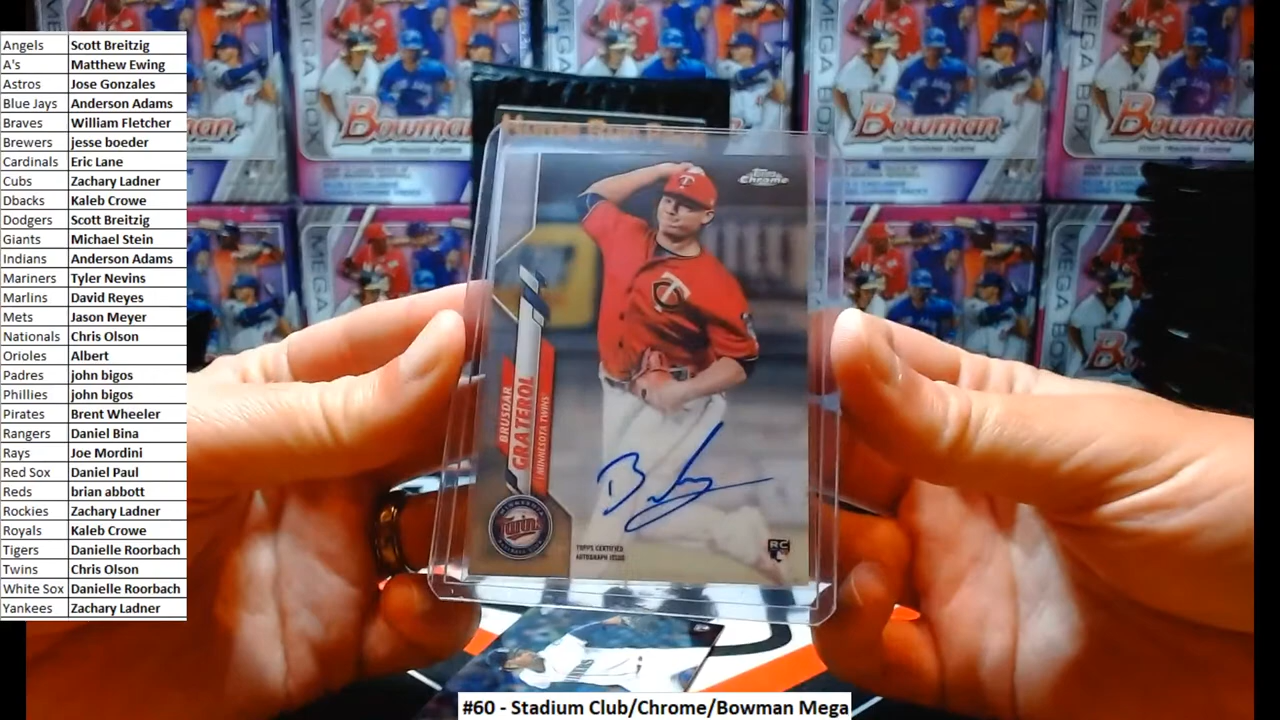 Angels Scott Breitzig
A's Matthew Ewing
Astros Jose Gonzales
Blue Jays Anderson Adams
Braves William Fletcher
Brewers jesse boeder
Cardinals Eric Lane
Cubs Zachary Ladner
Dbacks Kaleb Crowe
Dodgers Scott Breitzig
Giants Michael Stein
Indians Anderson Adams
Mariners Tyler Nevins
Marlins David Reyes
Mets Jason Meyer
Nationals Chris Olson
Orioles Albert
Padres john bigos
Phillies john bigos
Pirates Brent Wheeler
Rangers Daniel Bina
Rays Joe Mordini
Red Sox Daniel Paul
Reds brian abbott
Rockies Zachary Ladner
Royals Kaleb Crowe
Tigers Danielle Roorbach
Twins Chris Olson
White Sox Danielle Roorbach
Yankees Zachary Ladner
MEGA BOX
Bowman
Bowman
Bowman
MEGA BOX
MEGA
Topps
Chrome
BRUSDAR
GRATEROL
MINNESOTA TWINS
Twins
TOPPS CERTIFIED
AUTOGRAPH ISSUE
RC
#60 - Stadium Club/Chrome/Bowman Mega